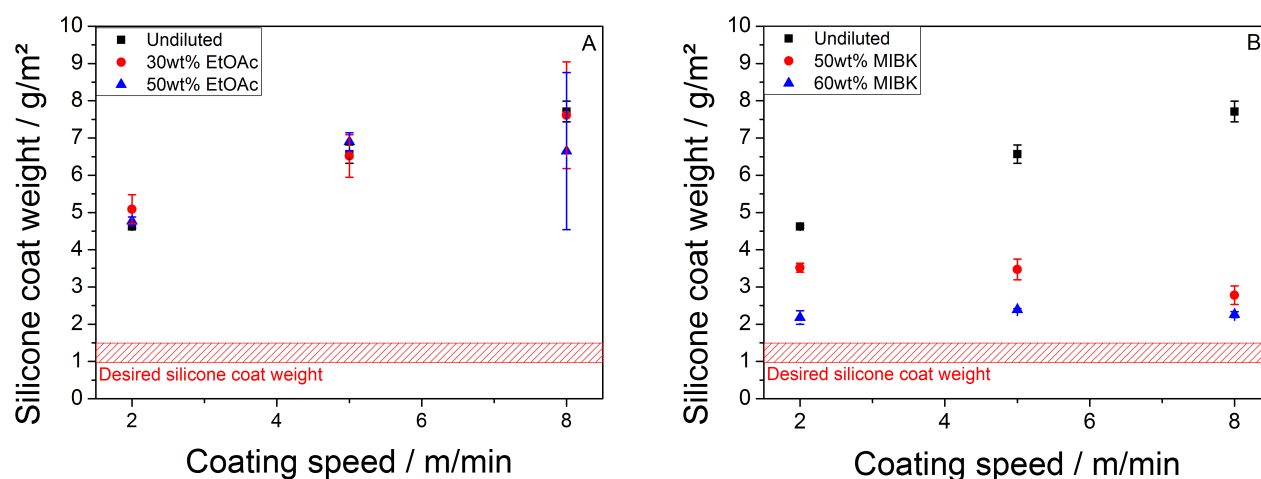 A
Undiluted
30wt% EtOAc
50wt% EtOAc
Silicone coat weight / g/m²
10
9
8
7
6
5
4
3
2
1
0
Desired silicone coat weight
2 4 6 8
Coating speed / m/min
B
Undiluted
50wt% MIBK
60wt% MIBK
Silicone coat weight / g/m²
10
9
8
7
6
5
4
3
2
1
0
Desired silicone coat weight
2 4 6 8
Coating speed / m/min